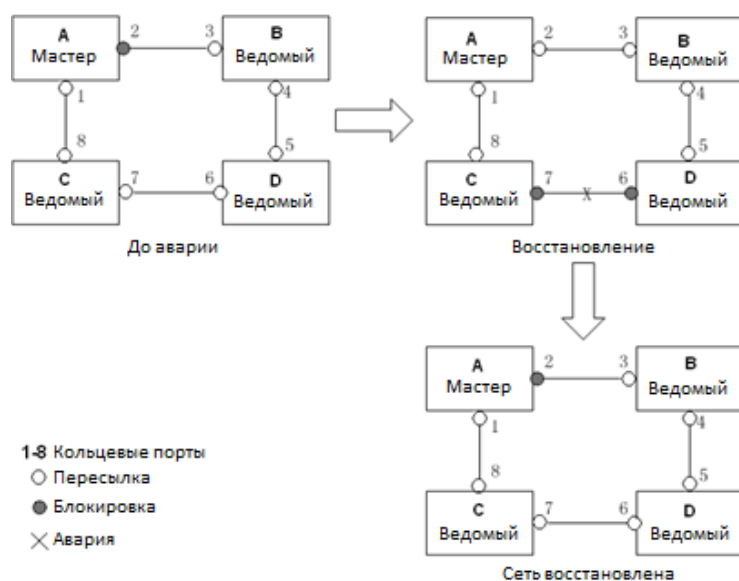 A
Мастер
2
3
B
Ведомый
1
4
8
5
C
Ведомый
7
6
D
Ведомый
До аварии
A
Мастер
2
3
B
Ведомый
1
4
8
5
C
Ведомый
7
6
X
D
Ведомый
Восстановление
A
Мастер
2
3
B
Ведомый
1
4
8
5
C
Ведомый
7
6
D
Ведомый
Сеть восстановлена
1-8 Кольцевые порты
Пересылка
Блокировка
Авария